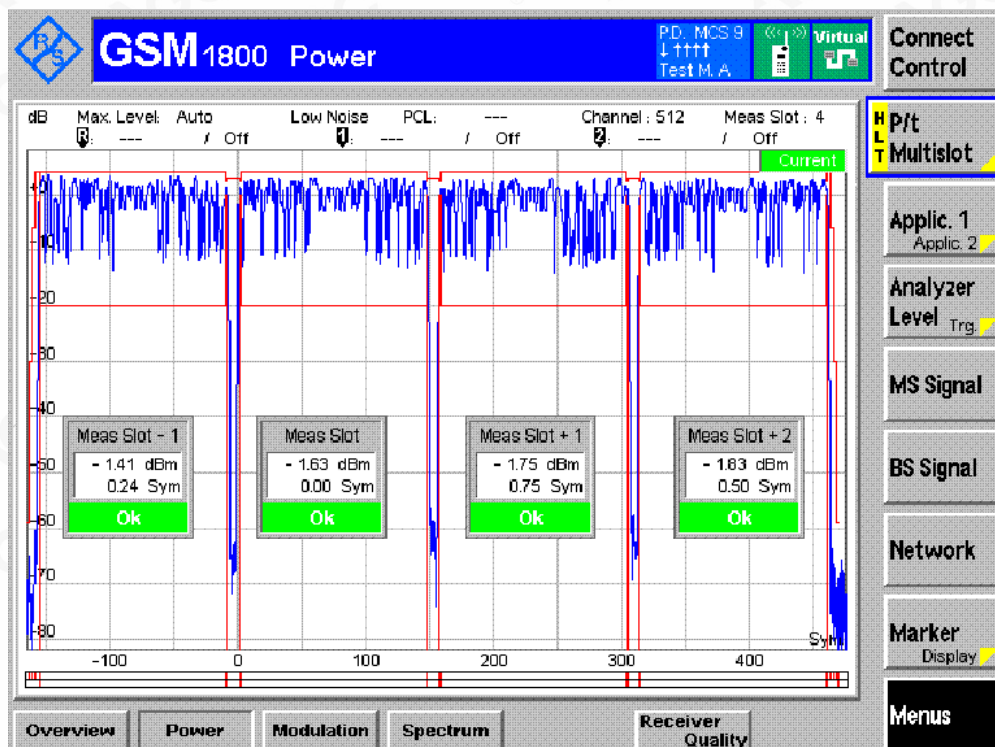 R S
GSM 1800 Power
P.D. MCS 9
↓ ↑↑↑↑
Test M. A.
Virtual
Connect
Control
dB Max. Level: Auto Low Noise PCL: --- Channel : 512 Meas Slot : 4
R: --- / Off 1: --- / Off 2: --- / Off
HLT
P/t
Multislot
Current
+0
-10
-20
-30
-40
-50
-60
-70
-80
Applic. 1
Applic. 2
Analyzer
Level Trg.
MS Signal
BS Signal
Network
Marker
Display
Menus
Meas Slot - 1
- 1.41 dBm
0.24 Sym
Ok
Meas Slot
- 1.63 dBm
0.00 Sym
Ok
Meas Slot + 1
- 1.75 dBm
0.75 Sym
Ok
Meas Slot + 2
- 1.83 dBm
0.50 Sym
Ok
Sym
-100 0 100 200 300 400
Overview Power Modulation Spectrum
Receiver
Quality